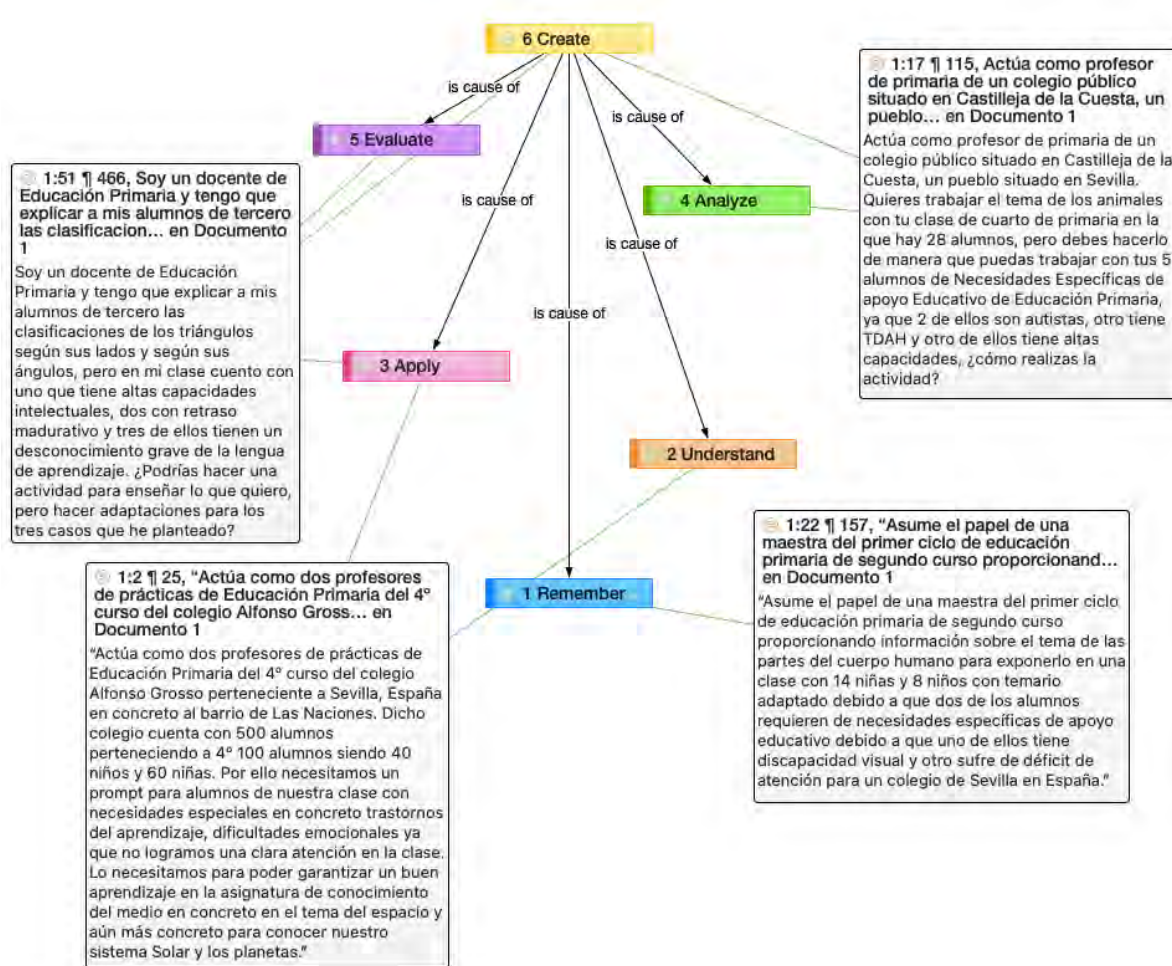 6 Create
is cause of
is cause of
is cause of
is cause of
is cause of
5 Evaluate
4 Analyze
3 Apply
2 Understand
1 Remember
1:17 ¶ 115, Actúa como profesor
de primaria de un colegio público
situado en Castilleja de la Cuesta, un
pueblo... en Documento 1
Actúa como profesor de primaria de un
colegio público situado en Castilleja de la
Cuesta, un pueblo situado en Sevilla.
Quieres trabajar el tema de los animales
con tu clase de cuarto de primaria en la
que hay 28 alumnos, pero debes hacerlo
de manera que puedas trabajar con tus 5
alumnos de Necesidades Específicas de
apoyo Educativo de Educación Primaria,
ya que 2 de ellos son autistas, otro tiene
TDAH y otro de ellos tiene altas
capacidades, ¿cómo realizas la
actividad?
1:51 ¶ 466, Soy un docente de
Educación Primaria y tengo que
explicar a mis alumnos de tercero
las clasificacion... en Documento
1
Soy un docente de Educación
Primaria y tengo que explicar a mis
alumnos de tercero las
clasificaciones de los triángulos
según sus lados y según sus
ángulos, pero en mi clase cuento con
uno que tiene altas capacidades
intelectuales, dos con retraso
madurativo y tres de ellos tienen un
desconocimiento grave de la lengua
de aprendizaje. ¿Podrías hacer una
actividad para enseñar lo que quiero,
pero hacer adaptaciones para los
tres casos que he planteado?
1:22 ¶ 157, "Asume el papel de una
maestra del primer ciclo de educación
primaria de segundo curso proporcionand...
en Documento 1
"Asume el papel de una maestra del primer ciclo
de educación primaria de segundo curso
proporcionando información sobre el tema de las
partes del cuerpo humano para exponerlo en una
clase con 14 niñas y 8 niños con temario
adaptado debido a que dos de los alumnos
requieren de necesidades específicas de apoyo
educativo debido a que uno de ellos tiene
discapacidad visual y otro sufre de déficit de
atención para un colegio de Sevilla en España."
1:2 ¶ 25, "Actúa como dos profesores
de prácticas de Educación Primaria del 4º
curso del colegio Alfonso Gross... en
Documento 1
"Actúa como dos profesores de prácticas de
Educación Primaria del 4º curso del colegio
Alfonso Grosso perteneciente a Sevilla, España
en concreto al barrio de Las Naciones. Dicho
colegio cuenta con 500 alumnos
perteneciendo a 4º 100 alumnos siendo 40
niños y 60 niñas. Por ello necesitamos un
prompt para alumnos de nuestra clase con
necesidades especiales en concreto trastornos
del aprendizaje, dificultades emocionales ya
que no logramos una clara atención en la clase.
Lo necesitamos para poder garantizar un buen
aprendizaje en la asignatura de conocimiento
del medio en concreto en el tema del espacio y
aún más concreto para conocer nuestro
sistema Solar y los planetas."